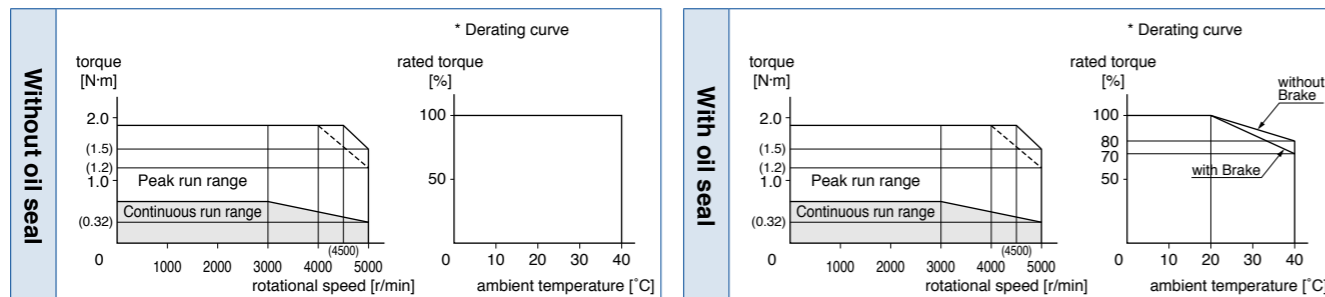 Without oil seal
* Derating curve
torque
[N·m]
rated torque
[%]
2.0
(1.5)
(1.2)
1.0
(0.32)
0
Peak run range
Continuous run range
(4500)
1000 2000 3000 4000 5000
rotational speed [r/min]
100
50
0 10 20 30 40
ambient temperature [˚C]
With oil seal
* Derating curve
torque
[N·m]
rated torque
[%]
2.0
(1.5)
(1.2)
1.0
(0.32)
0
Peak run range
Continuous run range
(4500)
1000 2000 3000 4000 5000
rotational speed [r/min]
without
Brake
100
80
70
with Brake
50
0 10 20 30 40
ambient temperature [˚C]